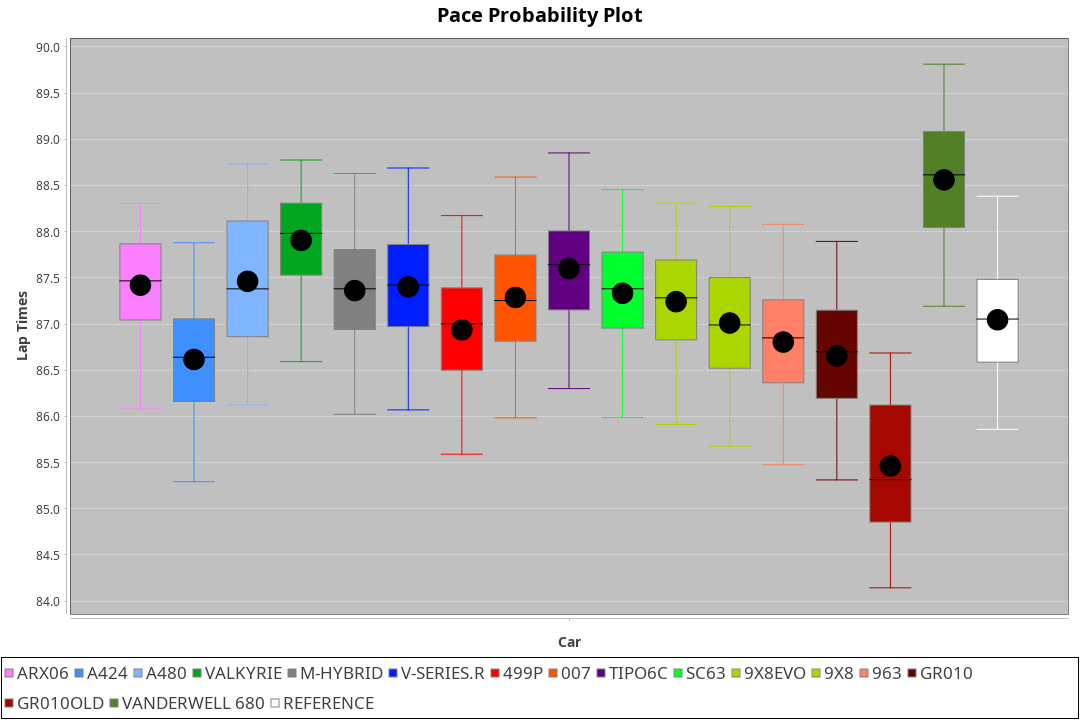 Pace Probability Plot
90.0
89.5
89.0
88.5
88.0
87.5
87.0
86.5
86.0
85.5
85.0
84.5
84.0
Lap Times
Car
ARX06 A424 A480 VALKYRIE M-HYBRID V-SERIES.R 499P 007 TIPO6C SC63 9X8EVO 9X8 963 GR010
GR010OLD VANDERWELL 680 REFERENCE